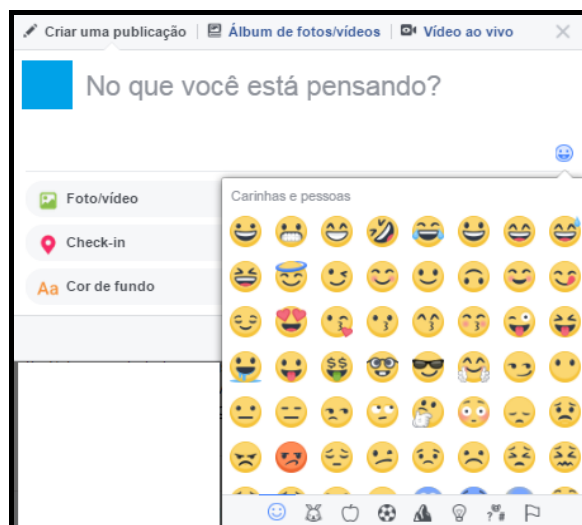 Criar uma publicação Álbum de fotos/vídeos Vídeo ao vivo
No que você está pensando?
Foto/vídeo
Check-in
Aa Cor de fundo
Carinhas e pessoas